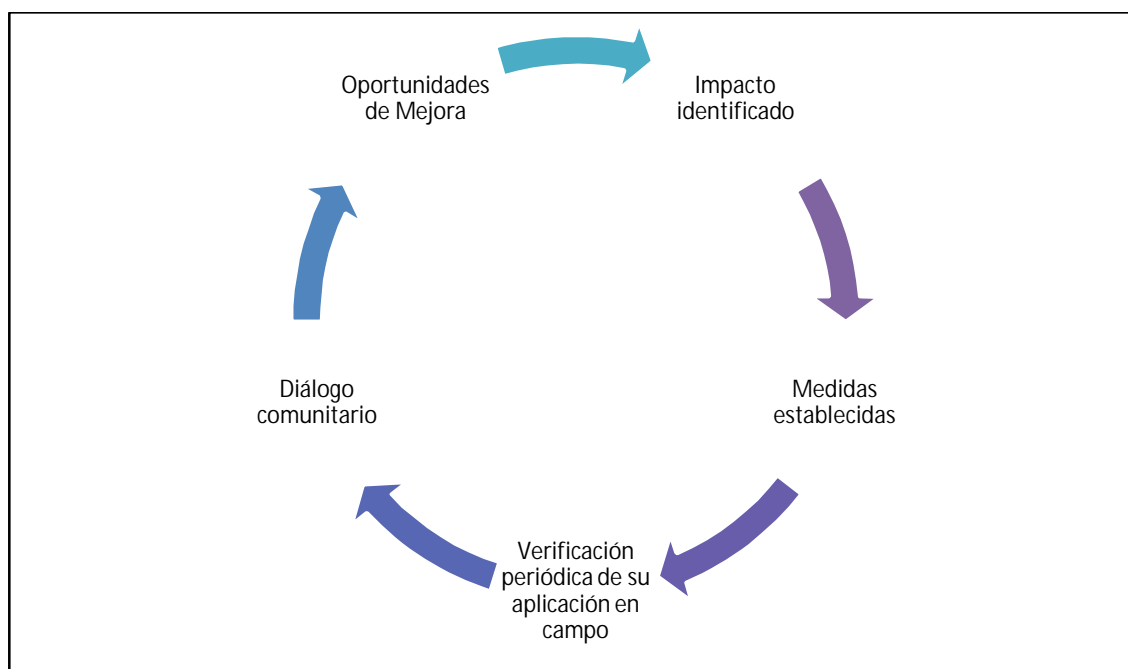 Oportunidades
de Mejora
Impacto
identificado
Medidas
establecidas
Verificación
periódica de su
aplicación en
campo
Diálogo
comunitario